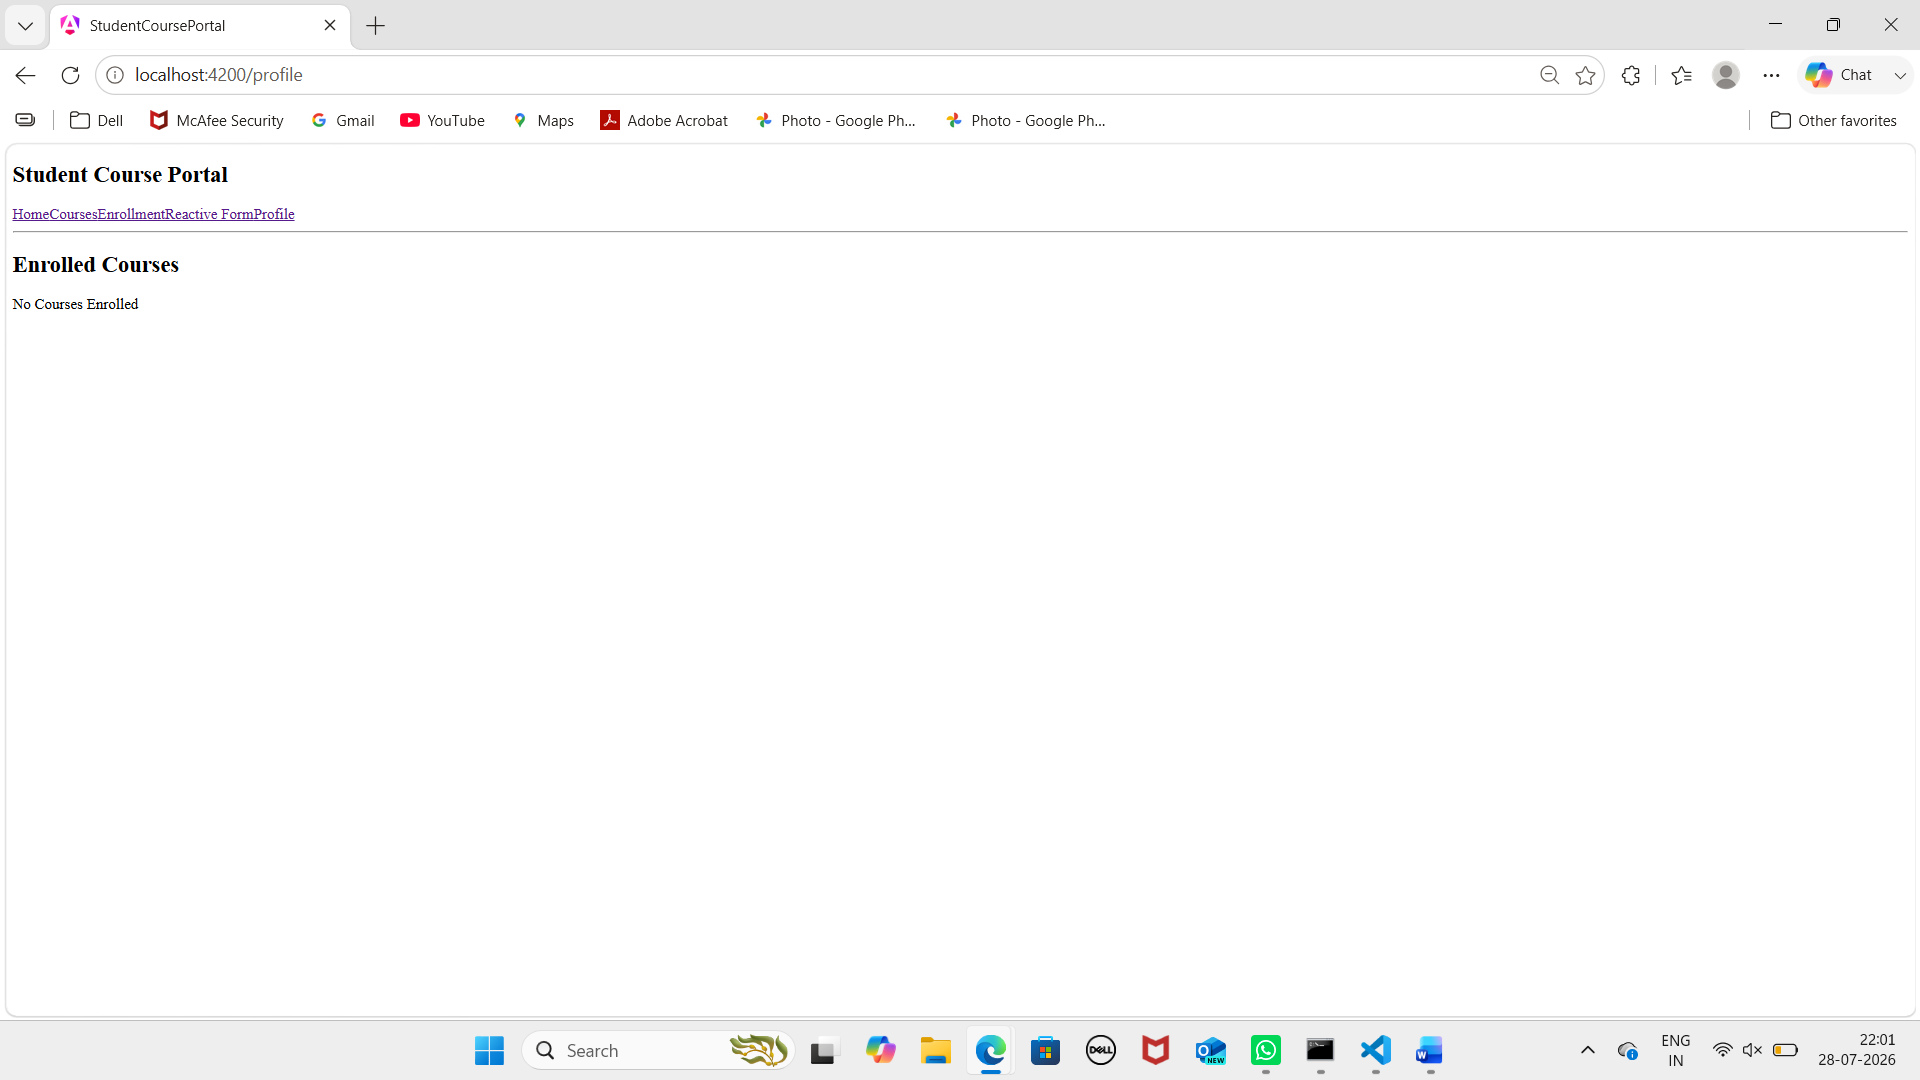 StudentCoursePortal
localhost:4200/profile
Chat
Dell
McAfee Security
Gmail
YouTube
Maps
Adobe Acrobat
Photo - Google Ph...
Photo - Google Ph...
Other favorites
Student Course Portal
HomeCoursesEnrollmentReactive FormProfile
Enrolled Courses
No Courses Enrolled
Search
DELL
NEW
ENG
IN
22:01
28-07-2026